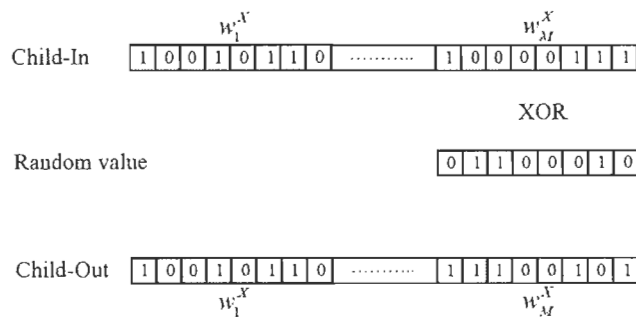 W_1^X W_M^X
Child-In 1 0 0 1 0 1 1 0 ........... 1 0 0 0 0 1 1 1
XOR
Random value 0 1 1 0 0 0 1 0
Child-Out 1 0 0 1 0 1 1 0 ........... 1 1 1 0 0 1 0 1
W_1^X W_M^X